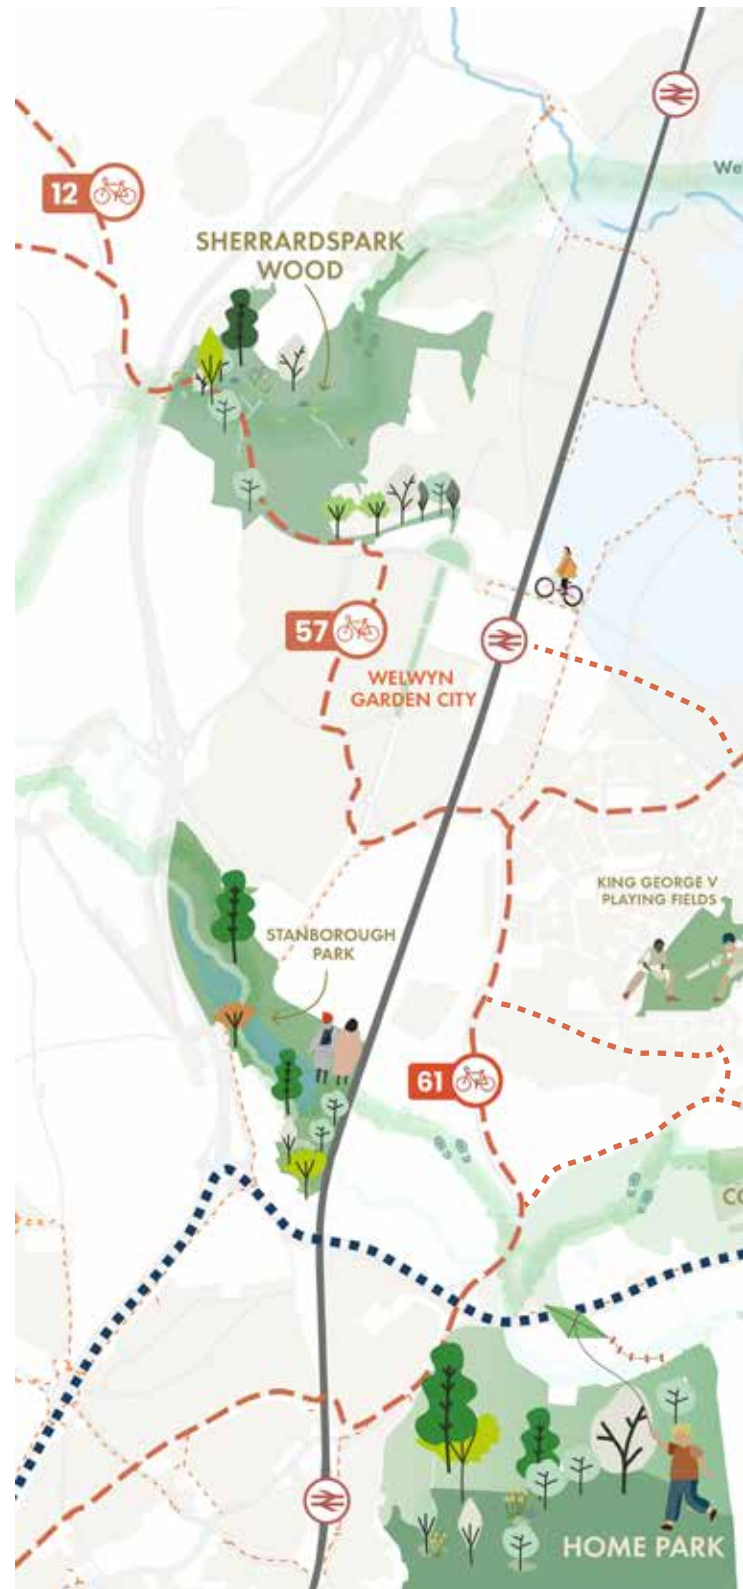 12
SHERRARDSPARK
WOOD
57
WELWYN
GARDEN CITY
KING GEORGE V
PLAYING FIELDS
STANBOROUGH
PARK
61
HOME PARK